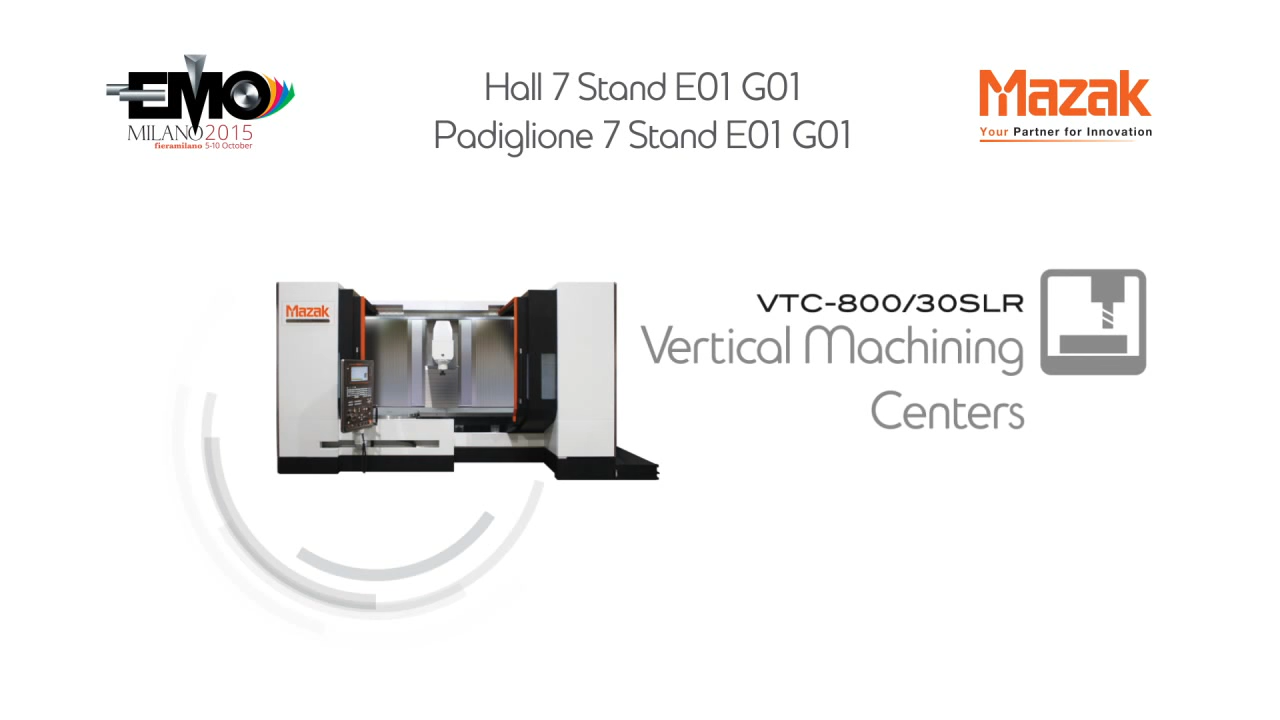 EMO
MILANO 2015
fieramilano 5-10 October
Hall 7 Stand E01 G01
Padiglione 7 Stand E01 G01
Mazak
Your Partner for Innovation
Mazak
VTC-800/30SLR
Vertical Machining
Centers